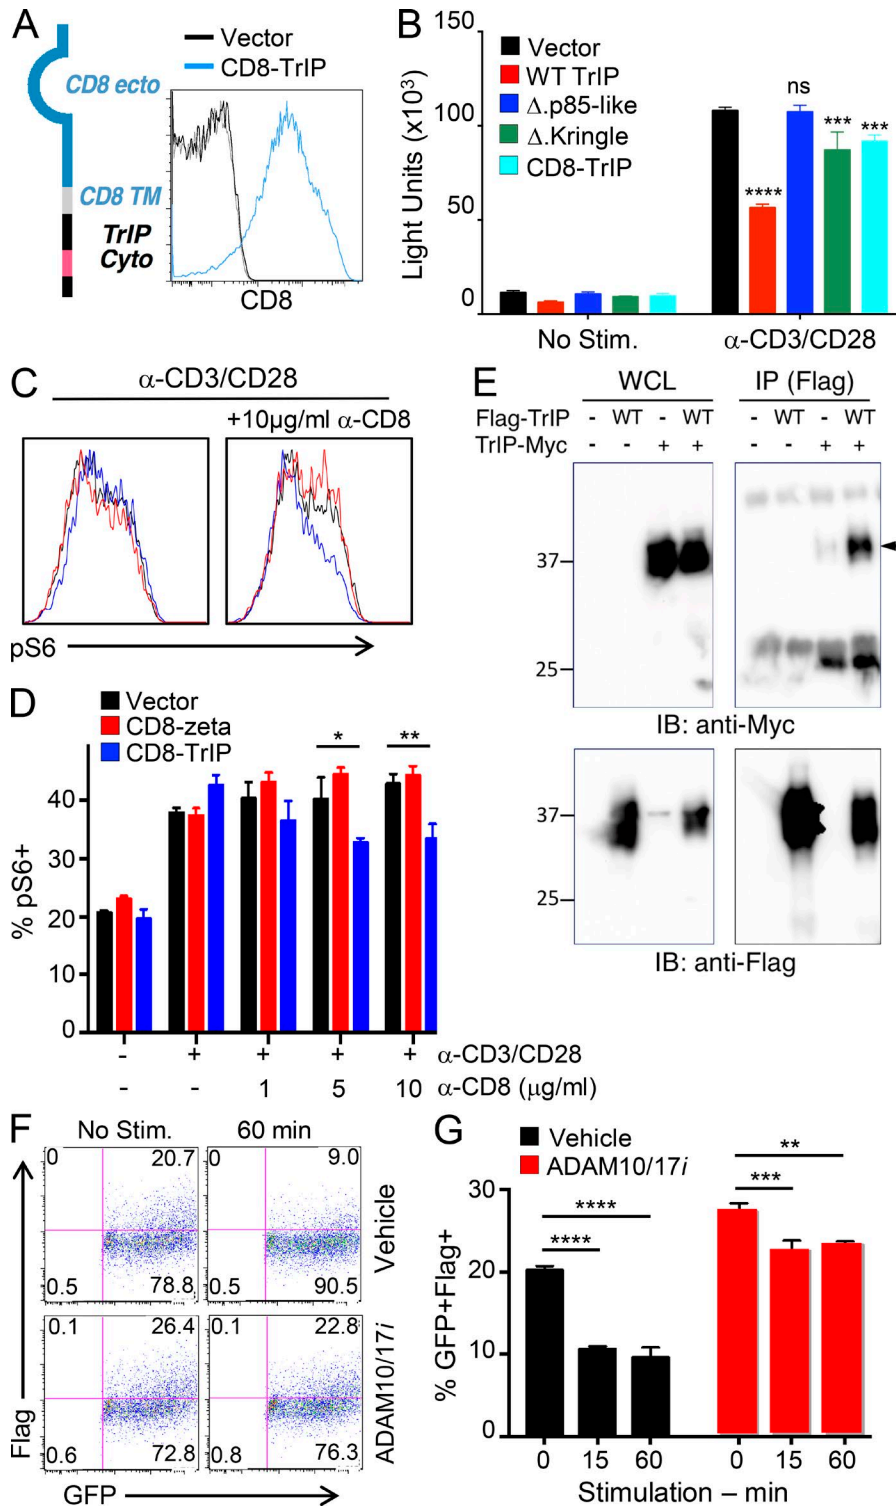 A
CD8 ecto
CD8 TM
TrIP
Cyto
Vector
CD8-TrIP
CD8
B
Light Units (x10³)
150
100
50
0
Vector
WT TrIP
Δ.p85-like
Δ.Kringle
CD8-TrIP
****
ns
***
***
No Stim.
α-CD3/CD28
C
α-CD3/CD28
+10μg/ml α-CD8
pS6
D
Vector
CD8-zeta
CD8-TrIP
% pS6+
40
30
20
10
0
*
**
- + + + + α-CD3/CD28
- - 1 5 10 α-CD8 (μg/ml)
E
WCL IP (Flag)
Flag-TrIP - WT - WT - WT - WT
TrIP-Myc - - + + - - + +
37
25
IB: anti-Myc
37
25
IB: anti-Flag
F
No Stim. 60 min
0 20.7 0 9.0
0.5 78.8 0.5 90.5
Vehicle
0.1 26.4 0.1 22.8
0.6 72.8 0.8 76.3
ADAM10/17i
Flag
GFP
G
Vehicle
ADAM10/17i
% GFP+Flag+
30
20
10
0
****
****
**
***
0 15 60 0 15 60
Stimulation – min